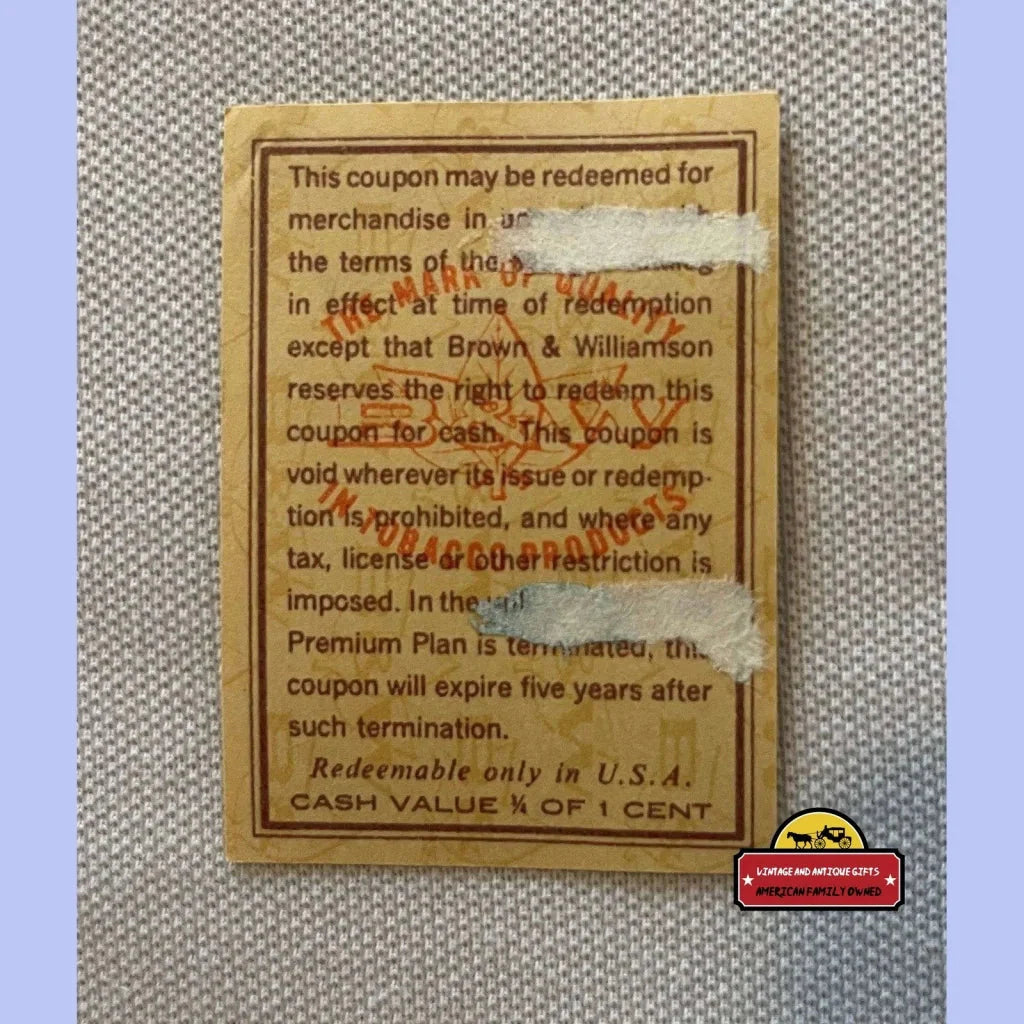 This coupon may be redeemed for
merchandise in
the terms of the
in effect at time of redemption
except that Brown & Williamson
reserves the right to redeem this
coupon for cash. This coupon is
void wherever its issue or redemp-
tion is prohibited, and where any
tax, license or other restriction is
imposed. In the
Premium Plan is terminated, this
coupon will expire five years after
such termination.
Redeemable only in U.S.A.
CASH VALUE ¼ OF 1 CENT
THE MARK OF QUALITY
B&W
IN TOBACCO PRODUCTS
VINTAGE AND ANTIQUE GIFTS
AMERICAN FAMILY OWNED